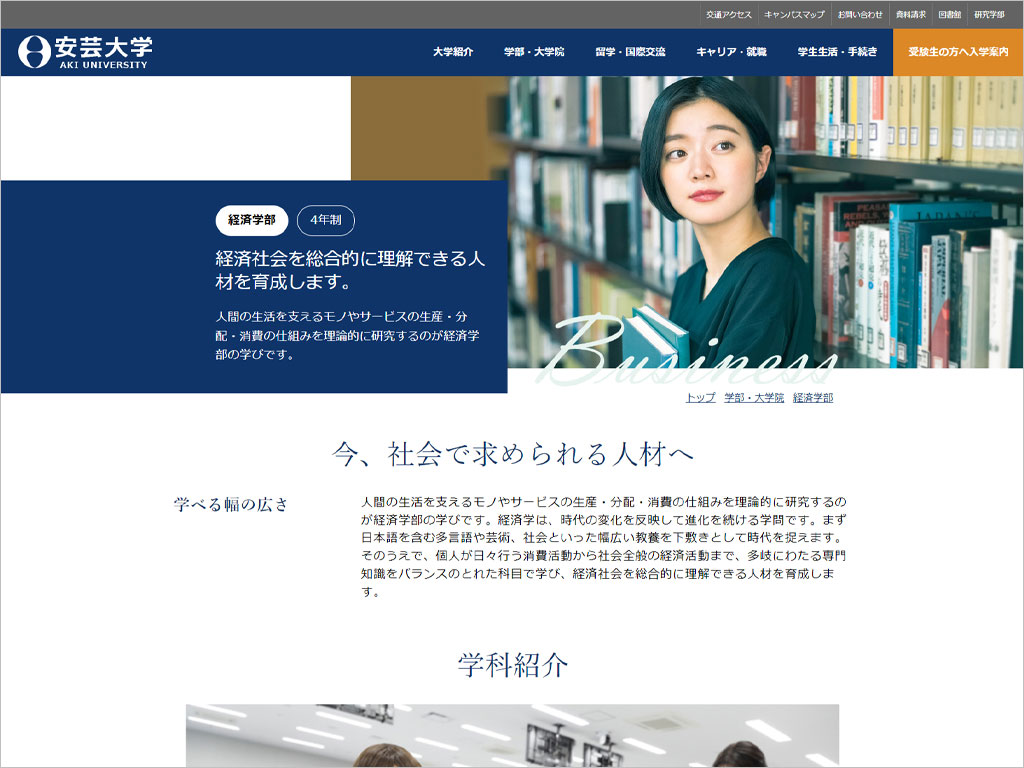 交通アクセス キャンパスマップ お問い合わせ 資料請求 図書館 研究学部
安芸大学
AKI UNIVERSITY
大学紹介 学部・大学院 留学・国際交流 キャリア・就職 学生生活・手続き 受験生の方へ入学案内
経済学部 4年制
経済社会を総合的に理解できる人
材を育成します。
人間の生活を支えるモノやサービスの生産・分
配・消費の仕組みを理論的に研究するのが経済学
部の学びです。
Business
トップ 学部・大学院 経済学部
今、社会で求められる人材へ
学べる幅の広さ
人間の生活を支えるモノやサービスの生産・分配・消費の仕組みを理論的に研究するの
が経済学部の学びです。経済学は、時代の変化を反映して進化を続ける学問です。まず
日本語を含む多言語や芸術、社会といった幅広い教養を下敷きとして時代を捉えます。
そのうえで、個人が日々行う消費活動から社会全般の経済活動まで、多岐にわたる専門
知識をバランスのとれた科目で学び、経済社会を総合的に理解できる人材を育成しま
す。
学科紹介